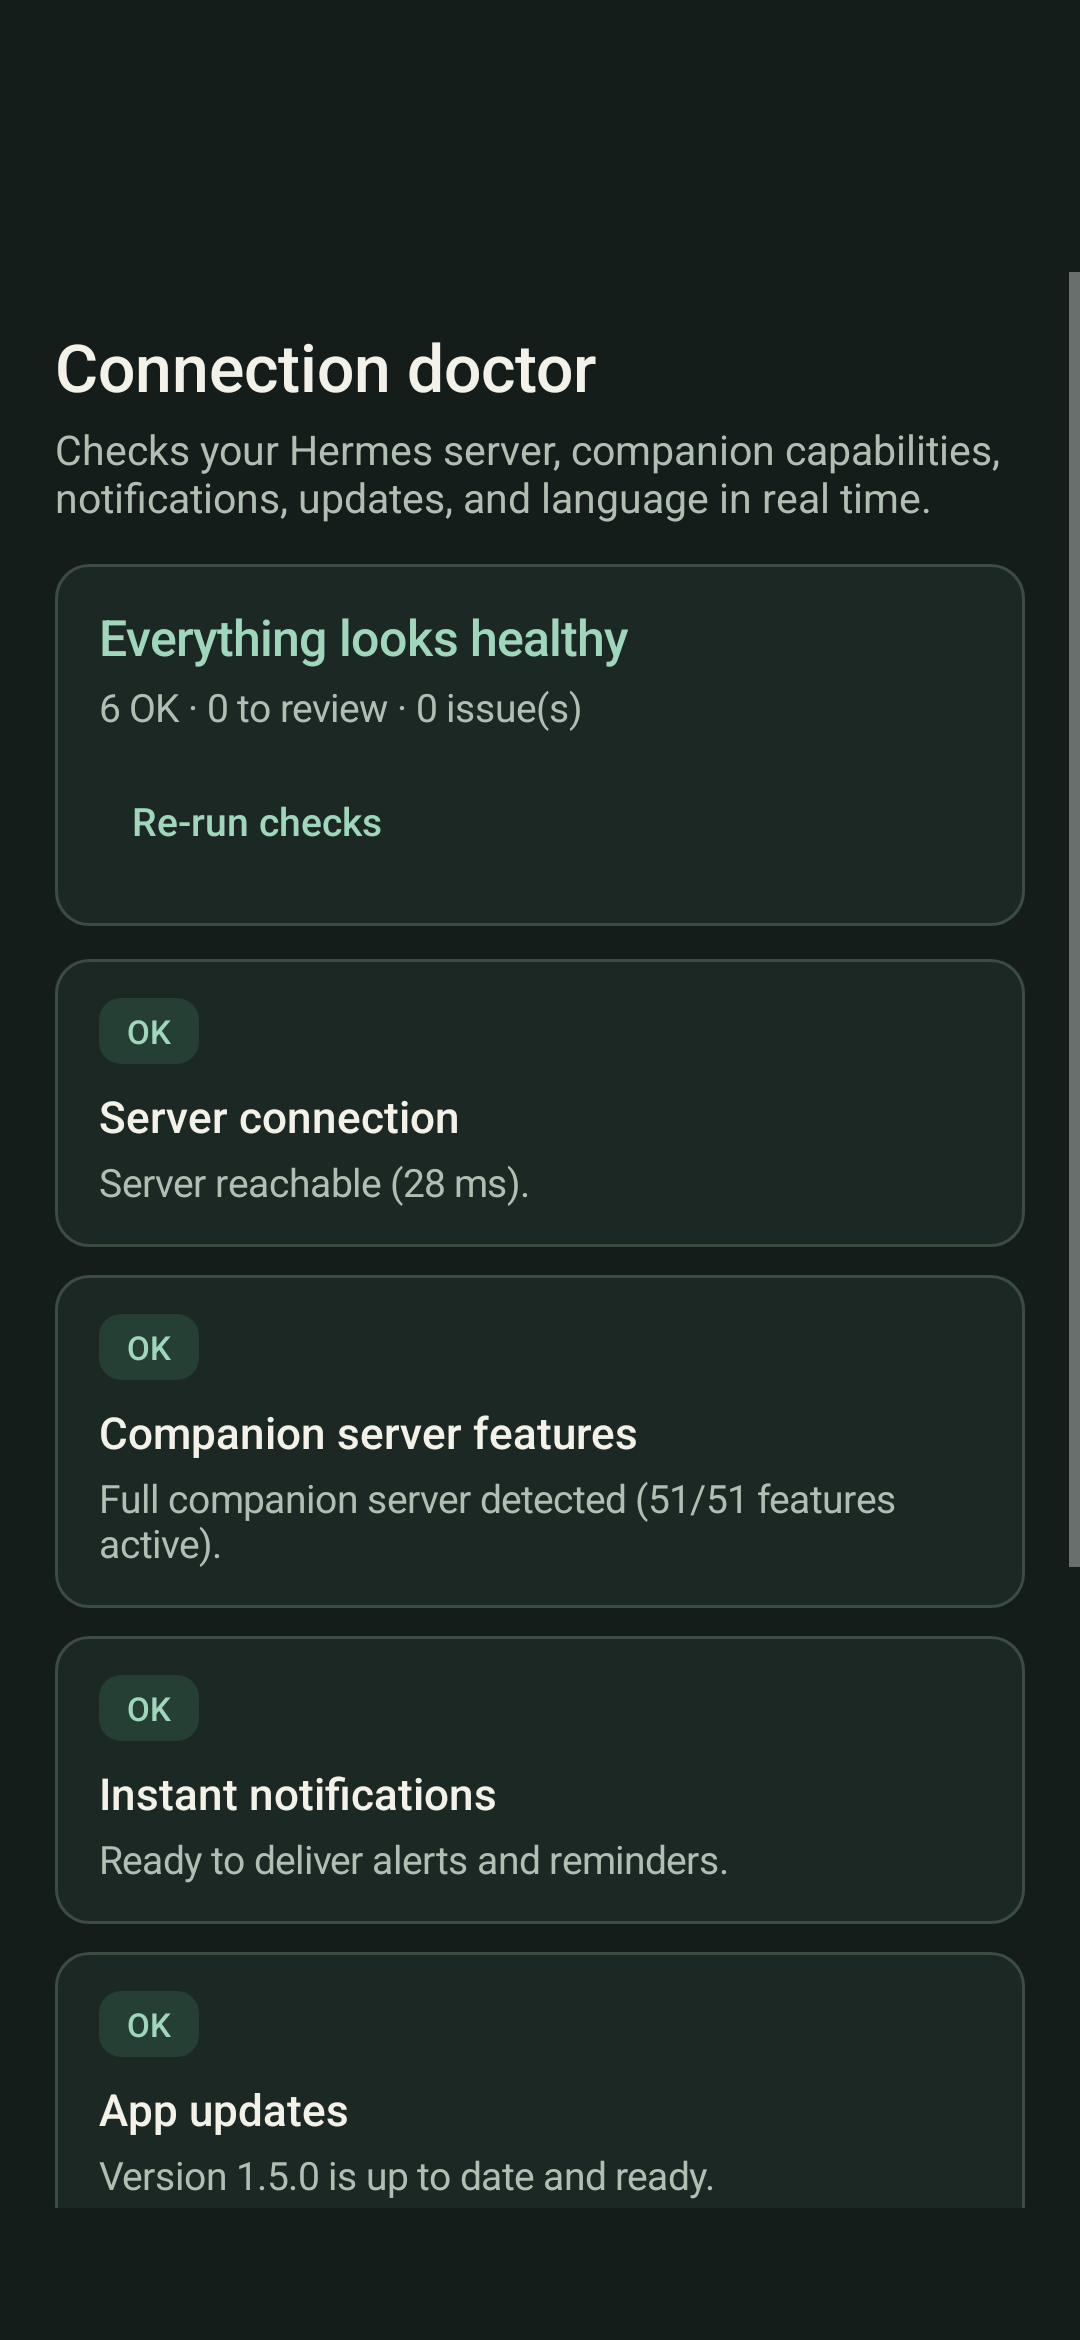 Connection doctor
Checks your Hermes server, companion capabilities,
notifications, updates, and language in real time.
Everything looks healthy
6 OK · 0 to review · 0 issue(s)
Re-run checks
OK
Server connection
Server reachable (28 ms).
OK
Companion server features
Full companion server detected (51/51 features
active).
OK
Instant notifications
Ready to deliver alerts and reminders.
OK
App updates
Version 1.5.0 is up to date and ready.